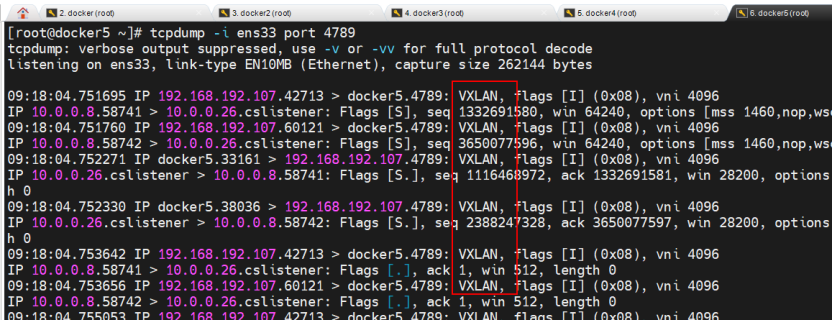 2. docker (root)
3. docker2 (root)
4. docker3 (root)
5. docker4 (root)
6. docker5 (root)
[root@docker5 ~]# tcpdump -i ens33 port 4789
tcpdump: verbose output suppressed, use -v or -vv for full protocol decode
listening on ens33, link-type EN10MB (Ethernet), capture size 262144 bytes
09:18:04.751695 IP 192.168.192.107.42713 > docker5.4789: VXLAN, flags [I] (0x08), vni 4096
IP 10.0.0.8.58741 > 10.0.0.26.cslistener: Flags [S], seq 1332691580, win 64240, options [mss 1460,nop,wsc
09:18:04.751760 IP 192.168.192.107.60121 > docker5.4789: VXLAN, flags [I] (0x08), vni 4096
IP 10.0.0.8.58742 > 10.0.0.26.cslistener: Flags [S], seq 3650077596, win 64240, options [mss 1460,nop,wsc
09:18:04.752271 IP docker5.33161 > 192.168.192.107.4789: VXLAN, flags [I] (0x08), vni 4096
IP 10.0.0.26.cslistener > 10.0.0.8.58741: Flags [S.], seq 1116468972, ack 1332691581, win 28200, options
h 0
09:18:04.752330 IP docker5.38036 > 192.168.192.107.4789: VXLAN, flags [I] (0x08), vni 4096
IP 10.0.0.26.cslistener > 10.0.0.8.58742: Flags [S.], seq 2388247328, ack 3650077597, win 28200, options
h 0
09:18:04.753642 IP 192.168.192.107.42713 > docker5.4789: VXLAN, flags [I] (0x08), vni 4096
IP 10.0.0.8.58741 > 10.0.0.26.cslistener: Flags [.], ack 1, win 512, length 0
09:18:04.753656 IP 192.168.192.107.60121 > docker5.4789: VXLAN, flags [I] (0x08), vni 4096
IP 10.0.0.8.58742 > 10.0.0.26.cslistener: Flags [.], ack 1, win 512, length 0
09:18:04.755053 IP 192.168.192.107.42713 > docker5.4789: VXLAN, flags [I] (0x08), vni 4096